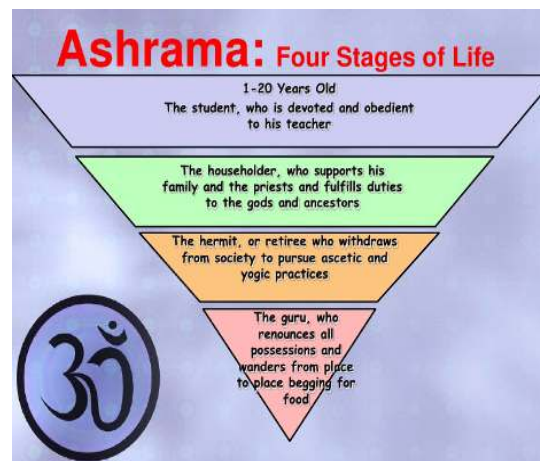 Ashrama: Four Stages of Life
1-20 Years Old
The student, who is devoted and obedient
to his teacher
The householder, who supports his
family and the priests and fulfills duties
to the gods and ancestors
The hermit, or retiree who withdraws
from society to pursue ascetic and
yogic practices
The guru, who
renounces all
possessions and
wanders from place
to place begging for
food
ॐ